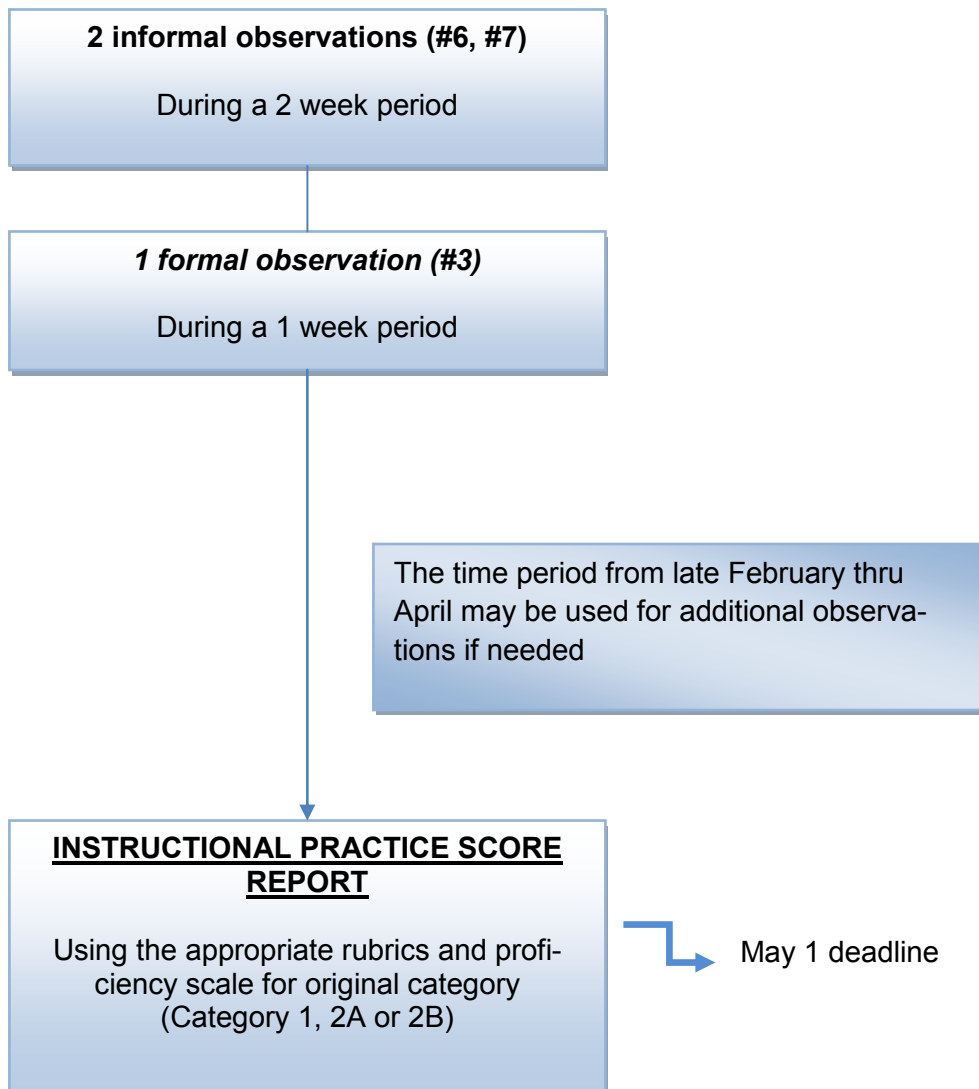 2 informal observations (#6, #7)
During a 2 week period
1 formal observation (#3)
During a 1 week period
The time period from late February thru
April may be used for additional observa-
tions if needed
INSTRUCTIONAL PRACTICE SCORE
REPORT
Using the appropriate rubrics and profi-
ciency scale for original category
(Category 1, 2A or 2B)
May 1 deadline